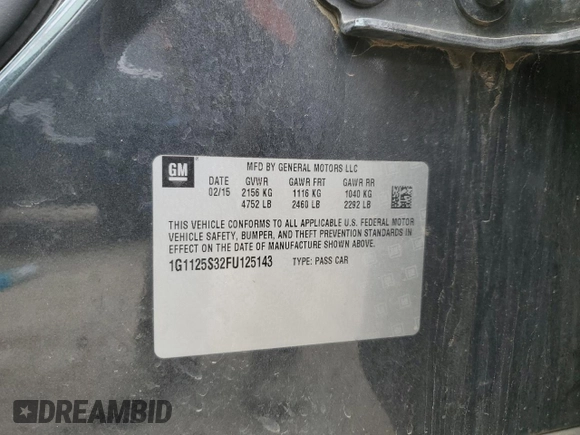 GM
MFD BY GENERAL MOTORS LLC
DATE GVWR GAWR FRT GAWR RR
02/15 2156 KG 1116 KG 1040 KG
4752 LB 2460 LB 2292 LB
THIS VEHICLE CONFORMS TO ALL APPLICABLE U.S. FEDERAL MOTOR
VEHICLE SAFETY, BUMPER, AND THEFT PREVENTION STANDARDS IN
EFFECT ON THE DATE OF MANUFACTURE SHOWN ABOVE.
1G1125S32FU125143 TYPE: PASS CAR
DREAMBID